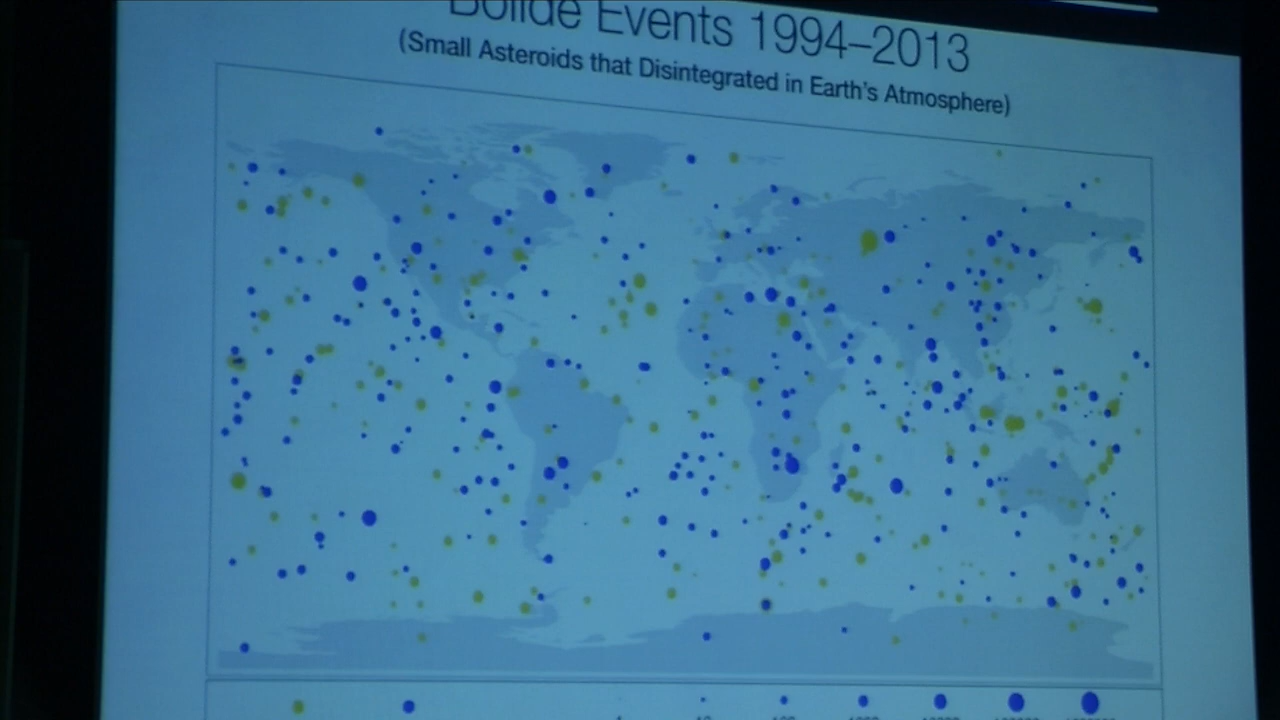 Bolide Events 1994–2013
(Small Asteroids that Disintegrated in Earth's Atmosphere)